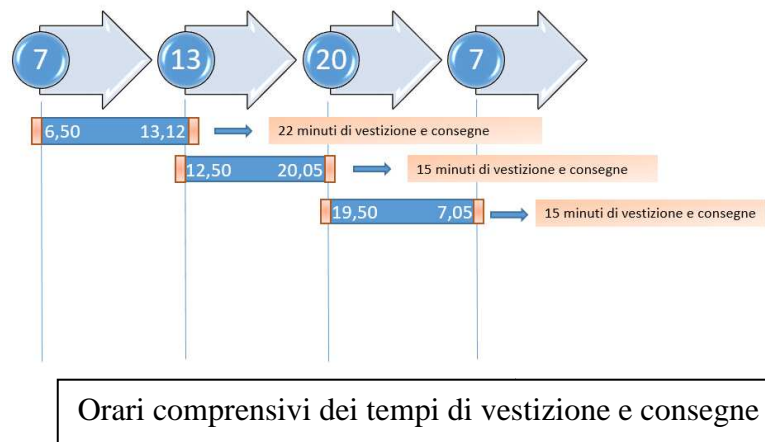 7 13 20 7
6,50 13,12 22 minuti di vestizione e consegne
12,50 20,05 15 minuti di vestizione e consegne
19,50 7,05 15 minuti di vestizione e consegne
Orari comprensivi dei tempi di vestizione e consegne